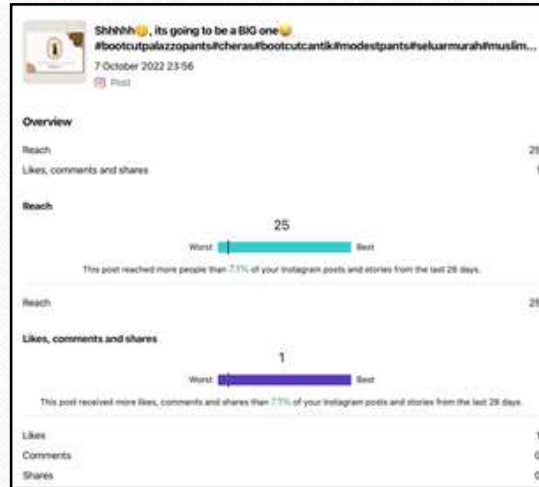 Shhhhh🤫, its going to be a BIG one😉
#bootcutpalazzopants#cheras#bootcutcantik#modestpants#seluarmurah#muslim...
7 October 2022 23:56
Post
Overview
Reach 25
Likes, comments and shares 1
Reach
25
Worst Best
This post reached more people than 7.1% of your Instagram posts and stories from the last 28 days.
Reach 25
Likes, comments and shares
1
Worst Best
This post received more likes, comments and shares than 7.1% of your Instagram posts and stories from the last 28 days.
Likes 1
Comments 0
Shares 0